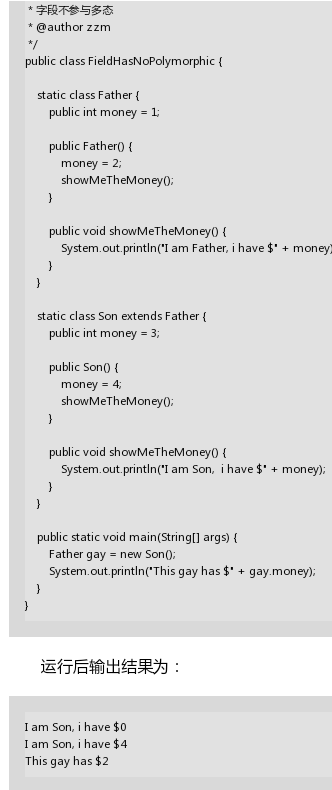 * 字段不参与多态
* @author zzm
*/
public class FieldHasNoPolymorphic {
static class Father {
public int money = 1;
public Father() {
money = 2;
showMeTheMoney();
}
public void showMeTheMoney() {
System.out.println("I am Father, i have $" + money)
}
}
static class Son extends Father {
public int money = 3;
public Son() {
money = 4;
showMeTheMoney();
}
public void showMeTheMoney() {
System.out.println("I am Son,  i have $" + money);
}
}
public static void main(String[] args) {
Father gay = new Son();
System.out.println("This gay has $" + gay.money);
}
}
运行后输出结果为：
I am Son, i have $0
I am Son, i have $4
This gay has $2